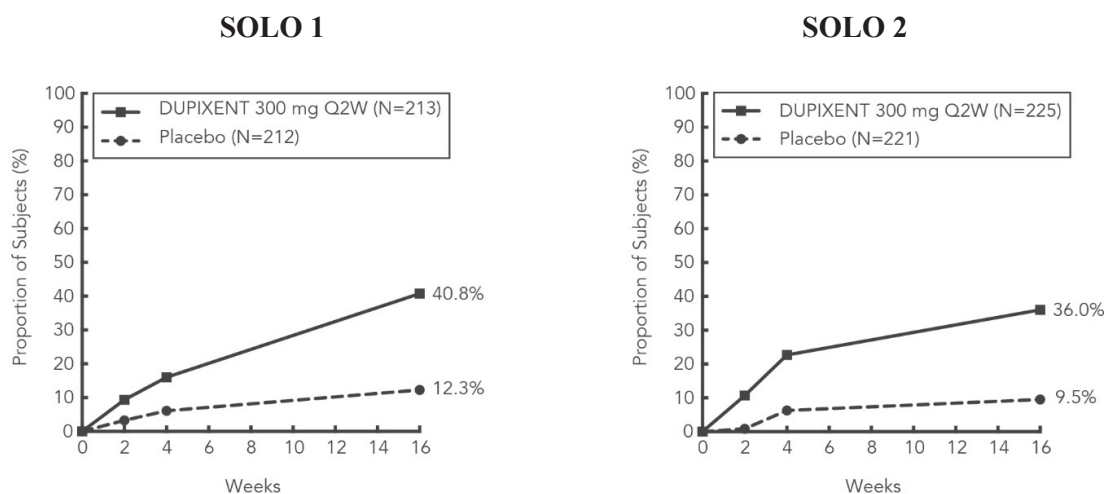 SOLO 1
100
90
80
70
60
50
40
30
20
10
0
Proportion of Subjects (%)
DUPIXENT 300 mg Q2W (N=213)
Placebo (N=212)
40.8%
12.3%
0 2 4 6 8 10 12 14 16
Weeks
SOLO 2
100
90
80
70
60
50
40
30
20
10
0
Proportion of Subjects (%)
DUPIXENT 300 mg Q2W (N=225)
Placebo (N=221)
36.0%
9.5%
0 2 4 6 8 10 12 14 16
Weeks